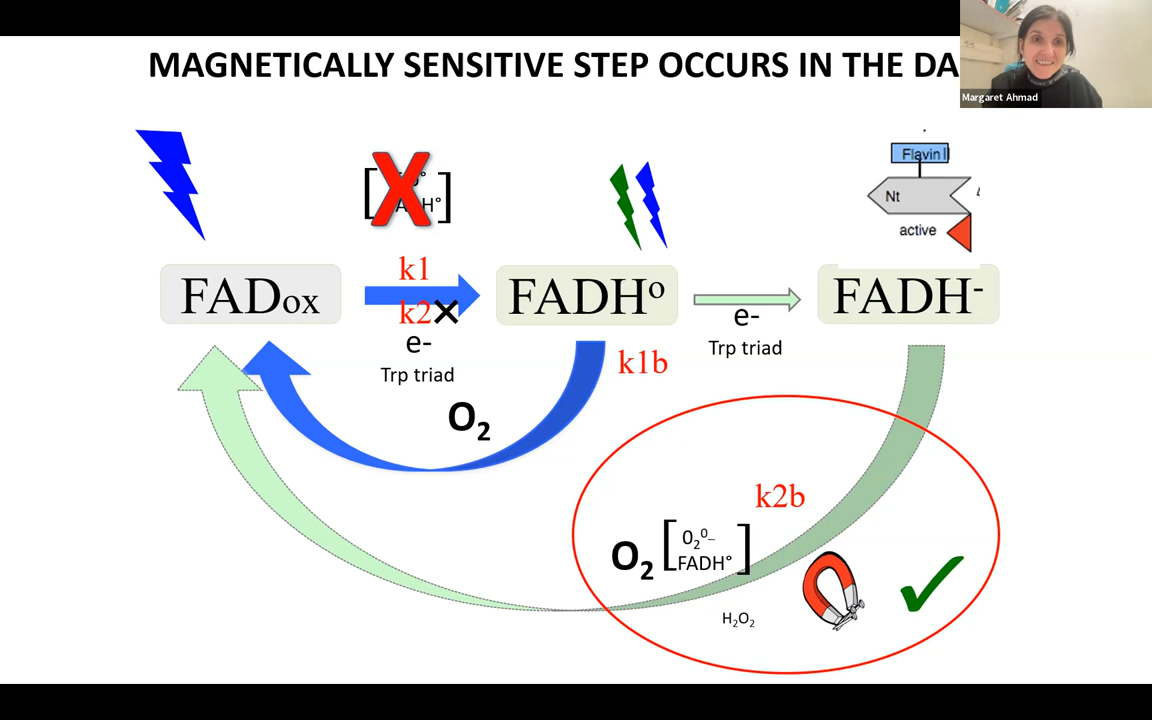 MAGNETICALLY SENSITIVE STEP OCCURS IN THE DA
Margaret Ahmad
Flavin II
Nt
active
FADox
k1
k2
e-
Trp triad
FADH°
e-
Trp triad
FADH-
k1b
O2
k2b
O2
O2°–
FADH°
H2O2